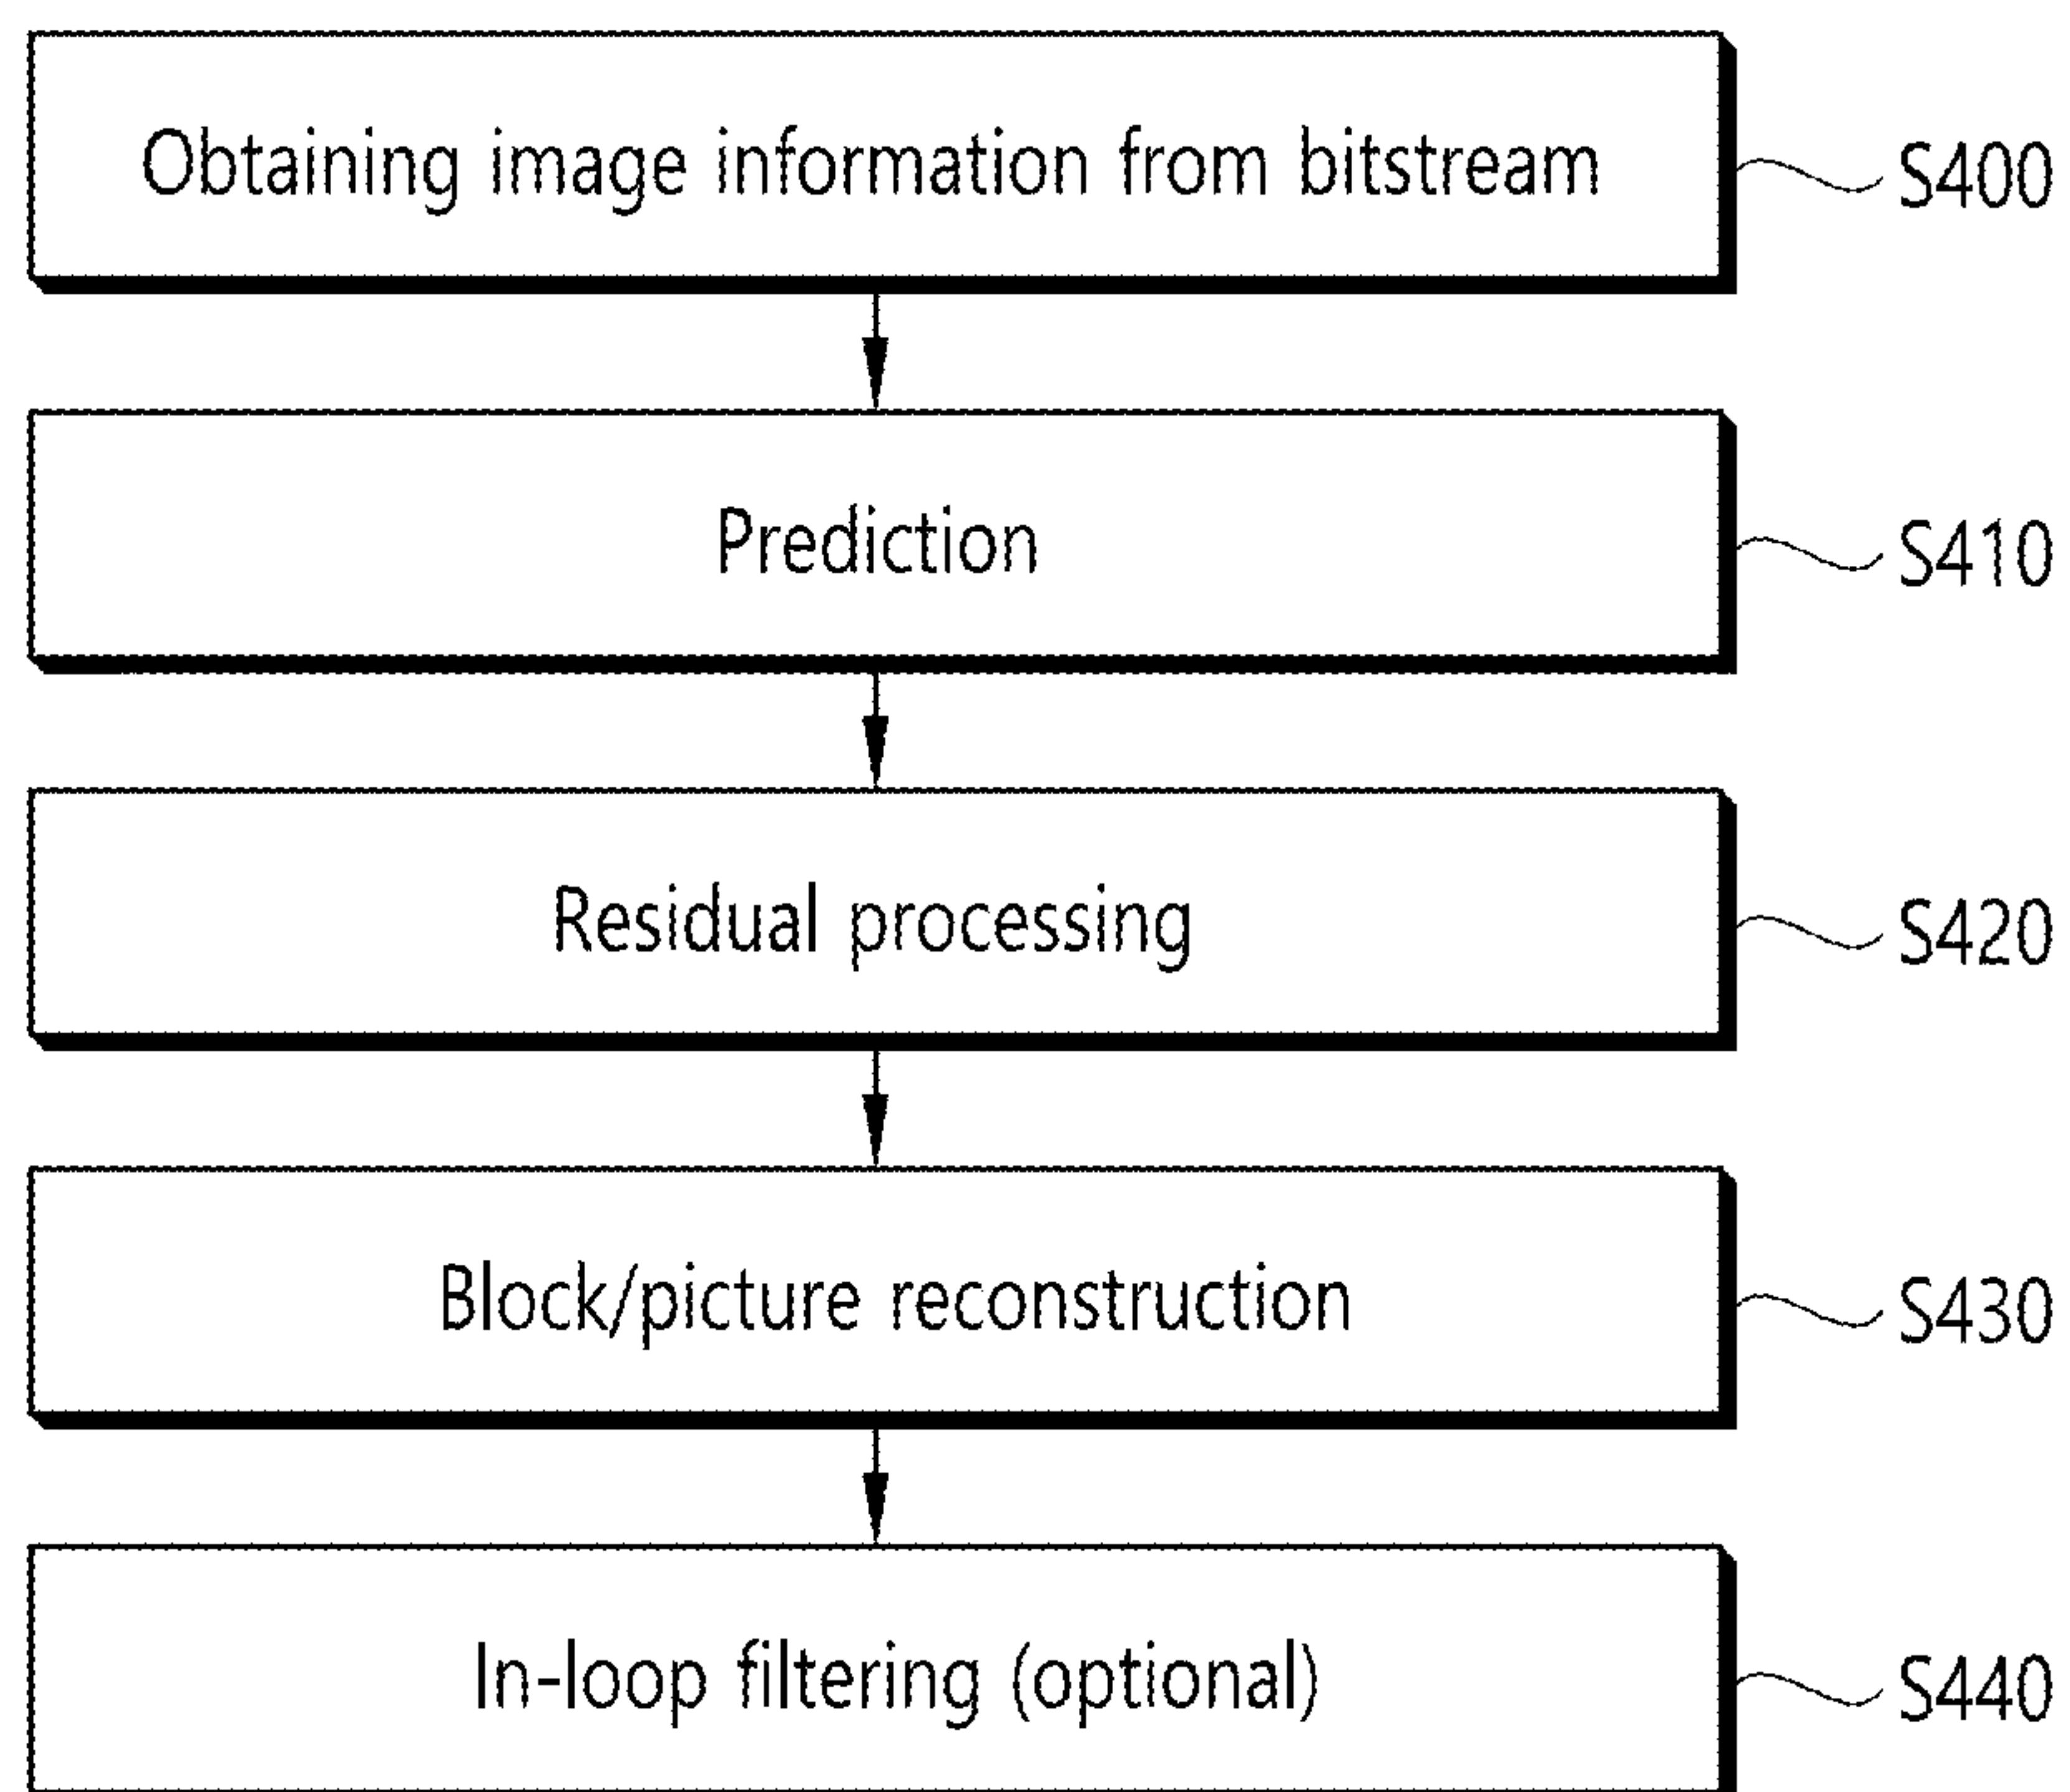 Obtaining image information from bitstream
S400
Prediction
S410
Residual processing
S420
Block/picture reconstruction
S430
In-loop filtering (optional)
S440